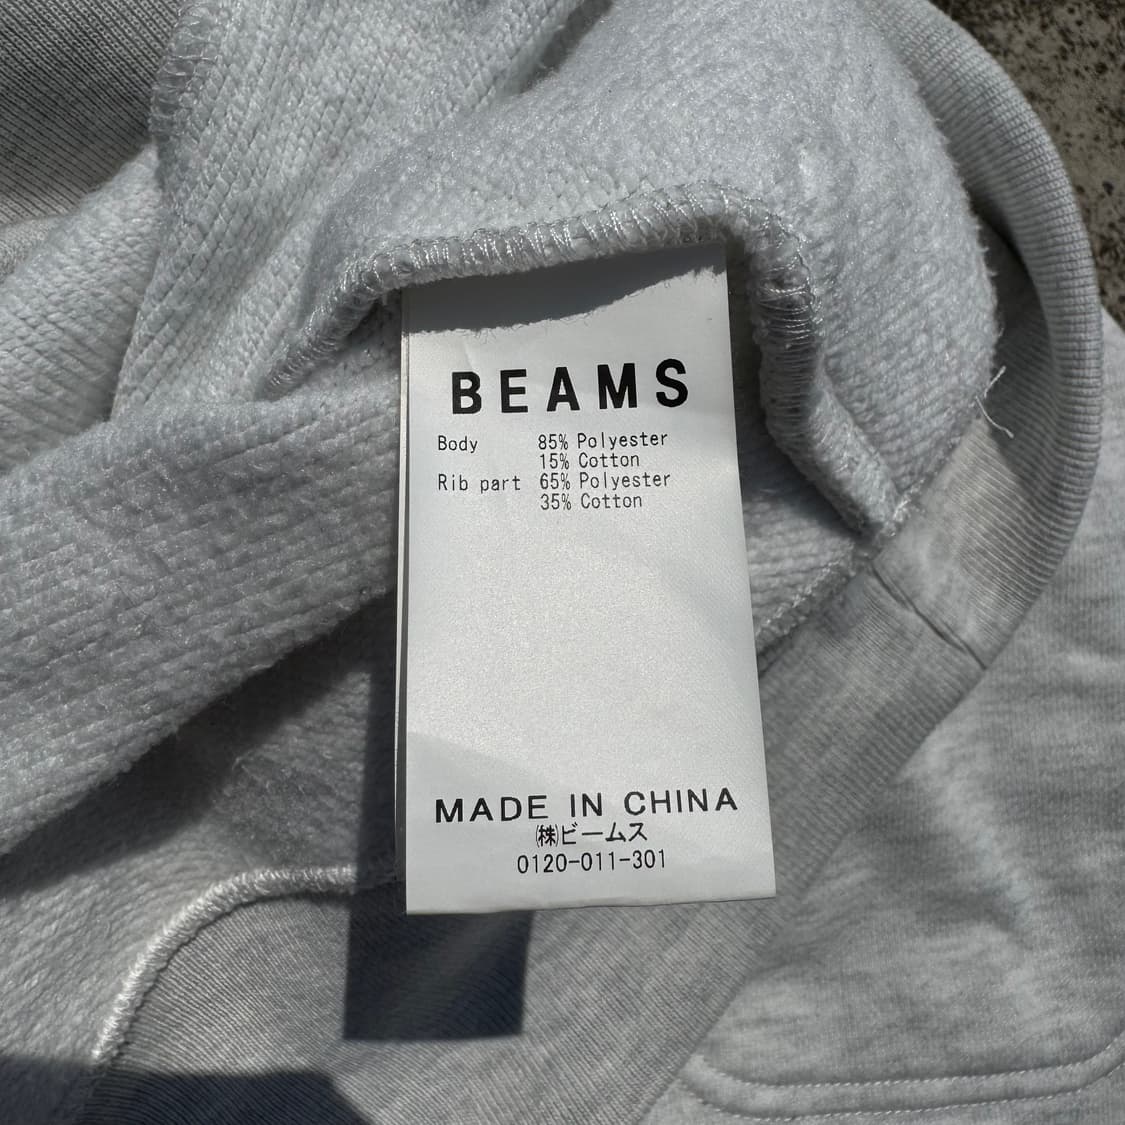 BEAMS
Body 85% Polyester
15% Cotton
Rib part 65% Polyester
35% Cotton
MADE IN CHINA
㈱ビームス
0120-011-301